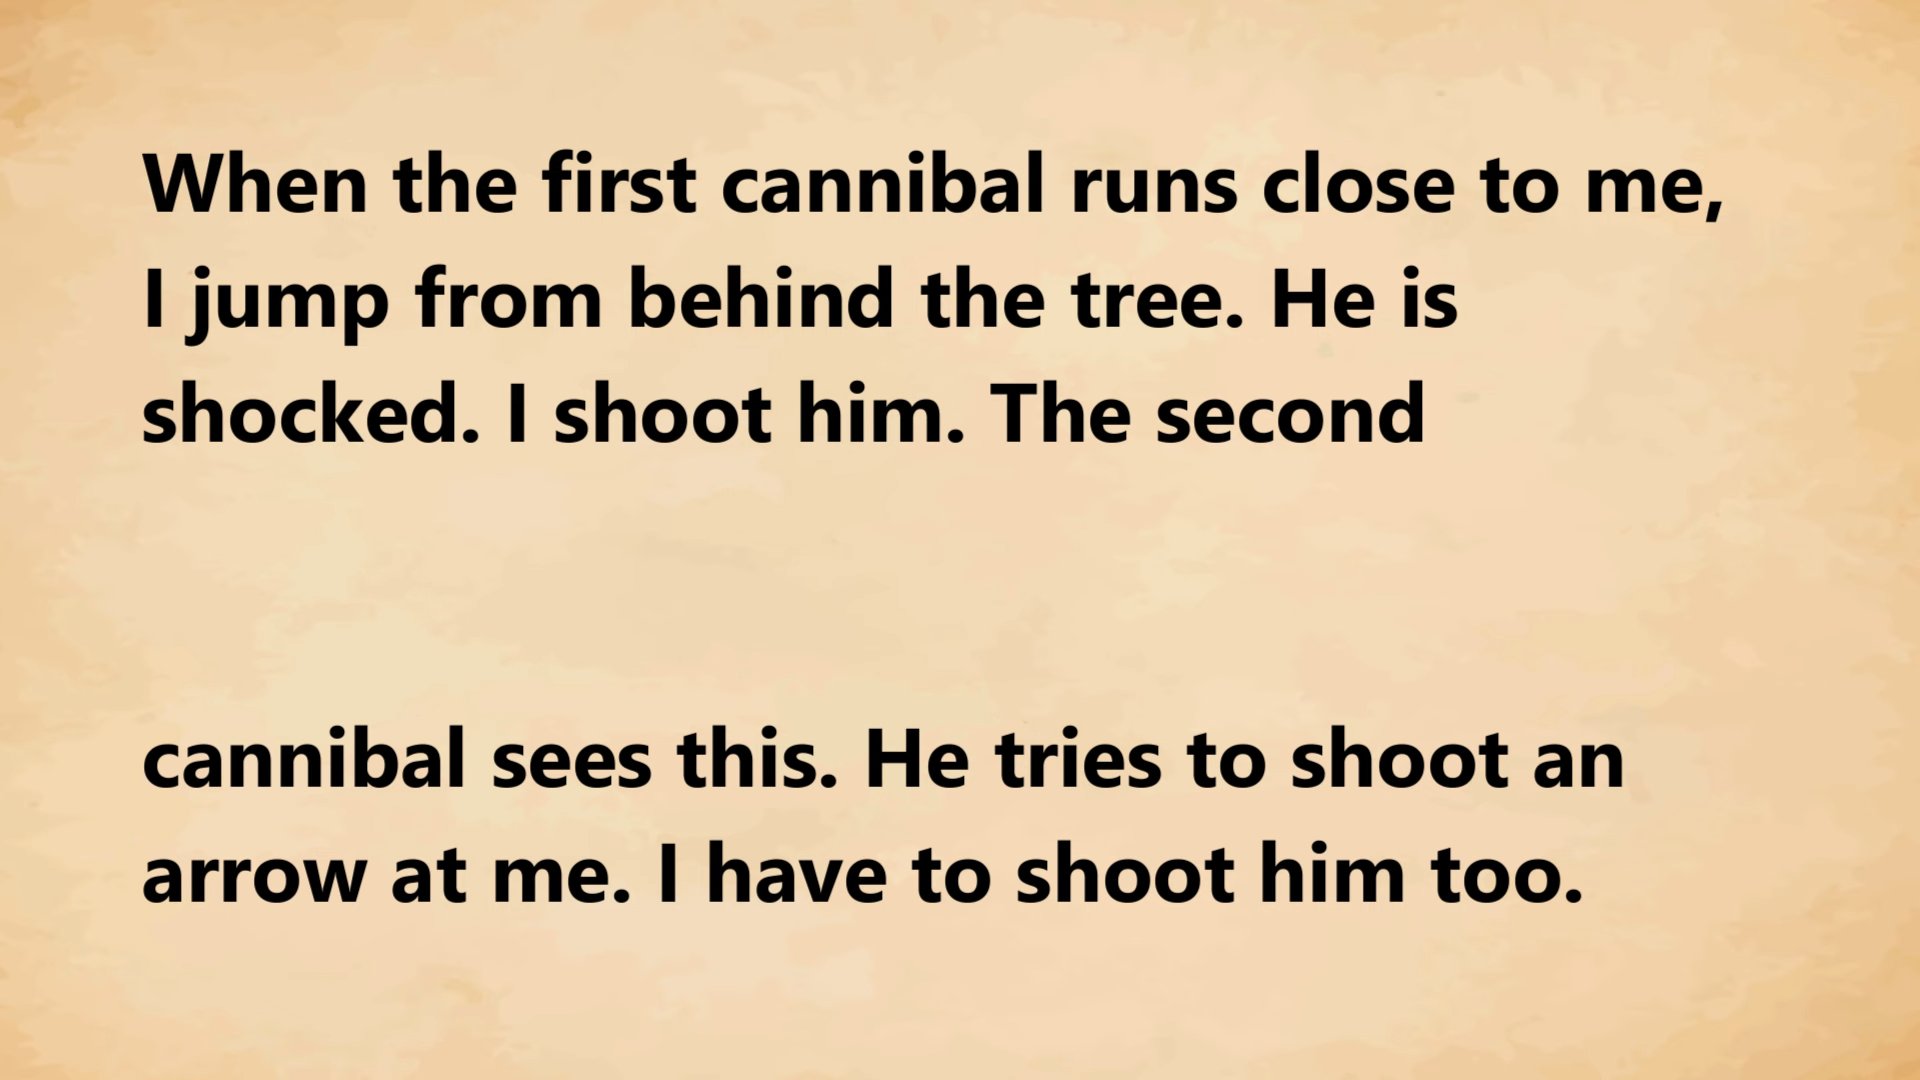 When the first cannibal runs close to me,
I jump from behind the tree. He is
shocked. I shoot him. The second
cannibal sees this. He tries to shoot an
arrow at me. I have to shoot him too.